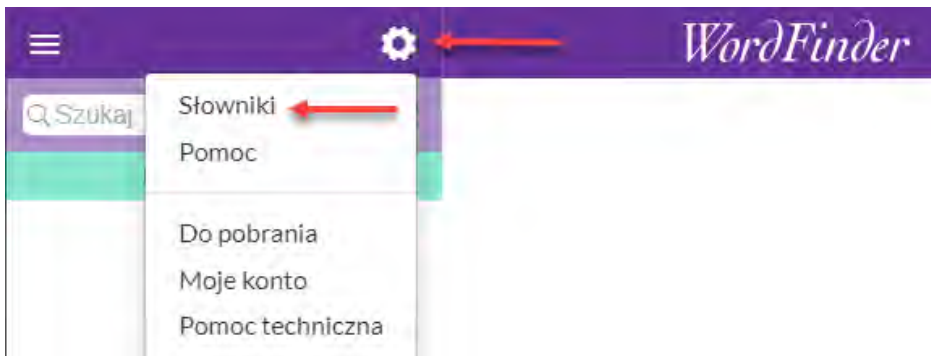 WordFinder
Szukaj
Słowniki
Pomoc
Do pobrania
Moje konto
Pomoc techniczna